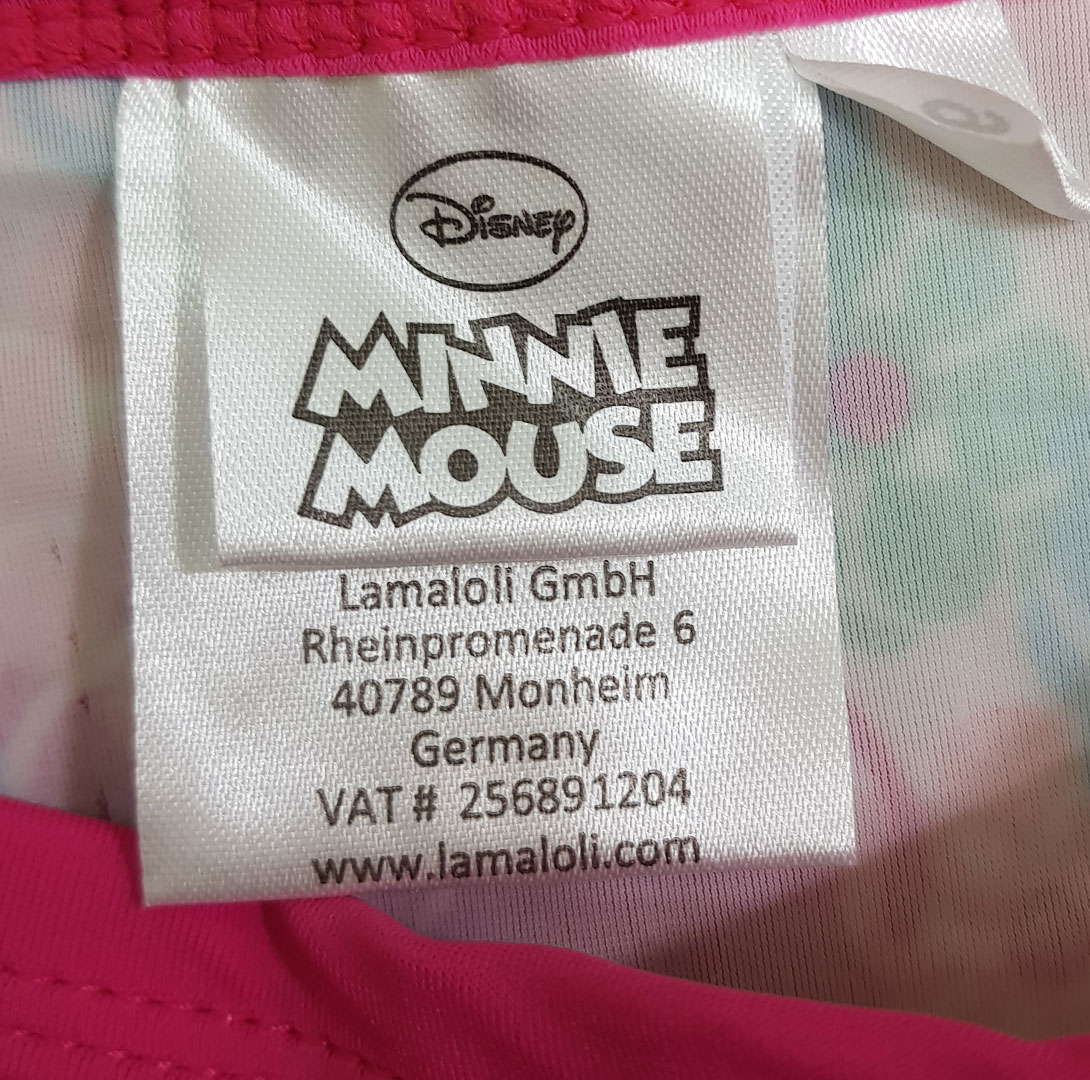 Disney
MINNIE
MOUSE
Lamaloli GmbH
Rheinpromenade 6
40789 Monheim
Germany
VAT # 256891204
www.lamaloli.com